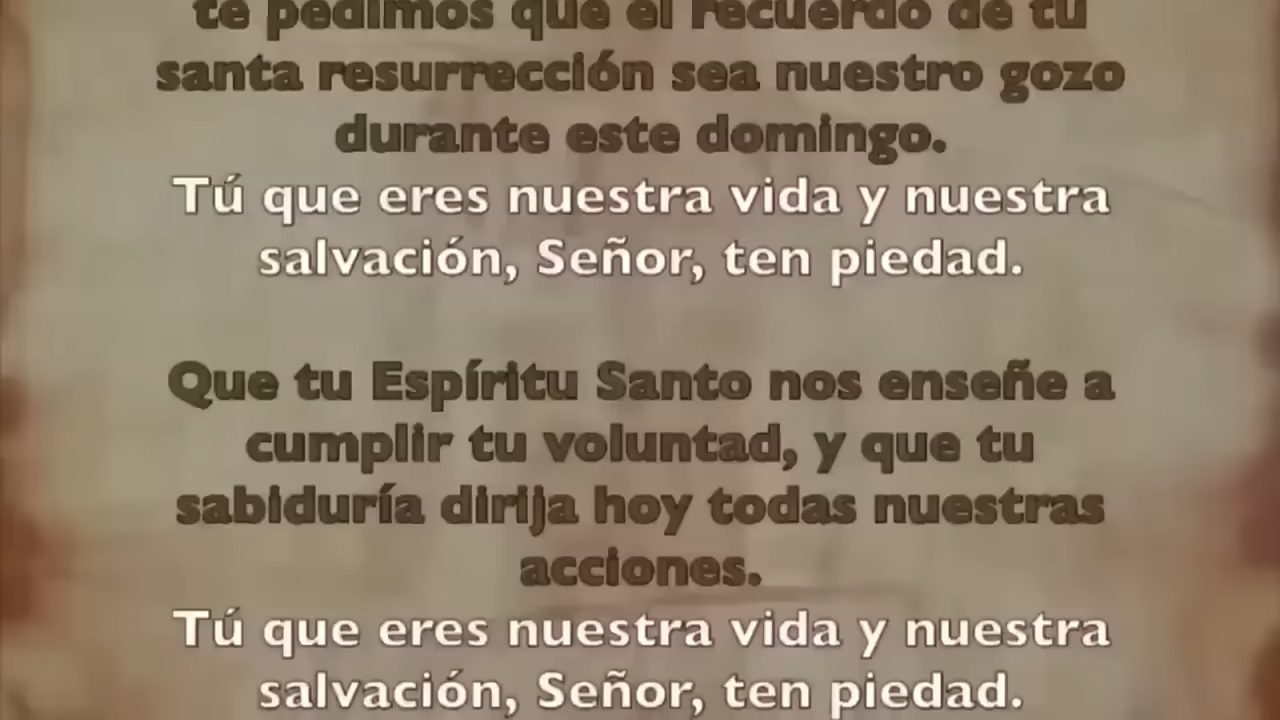 te pedimos que el recuerdo de tu
santa resurrección sea nuestro gozo
durante este domingo.
Tú que eres nuestra vida y nuestra
salvación, Señor, ten piedad.
Que tu Espíritu Santo nos enseñe a
cumplir tu voluntad, y que tu
sabiduría dirija hoy todas nuestras
acciones.
Tú que eres nuestra vida y nuestra
salvación, Señor, ten piedad.